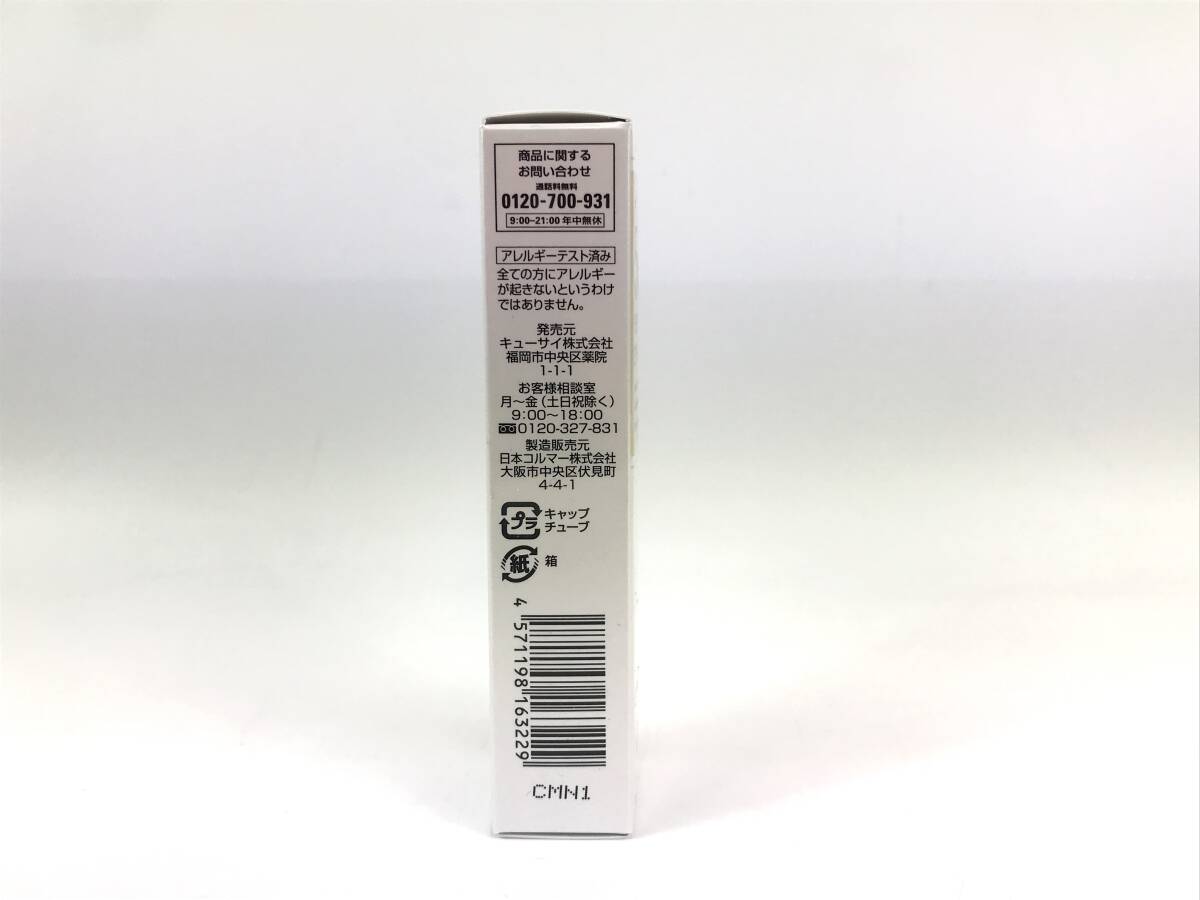 商品に関する
お問い合わせ
通話料無料
0120-700-931
9:00−21:00 年中無休
アレルギーテスト済み
全ての方にアレルギー
が起きないというわけ
ではありません。
発売元
キューサイ株式会社
福岡市中央区薬院
1-1-1
お客様相談室
月〜金（土日祝除く）
9:00〜18:00
0120-327-831
製造販売元
日本コルマー株式会社
大阪市中央区伏見町
4-4-1
プラ キャップ
チューブ
紙 箱
4 571198 163229
CMN1